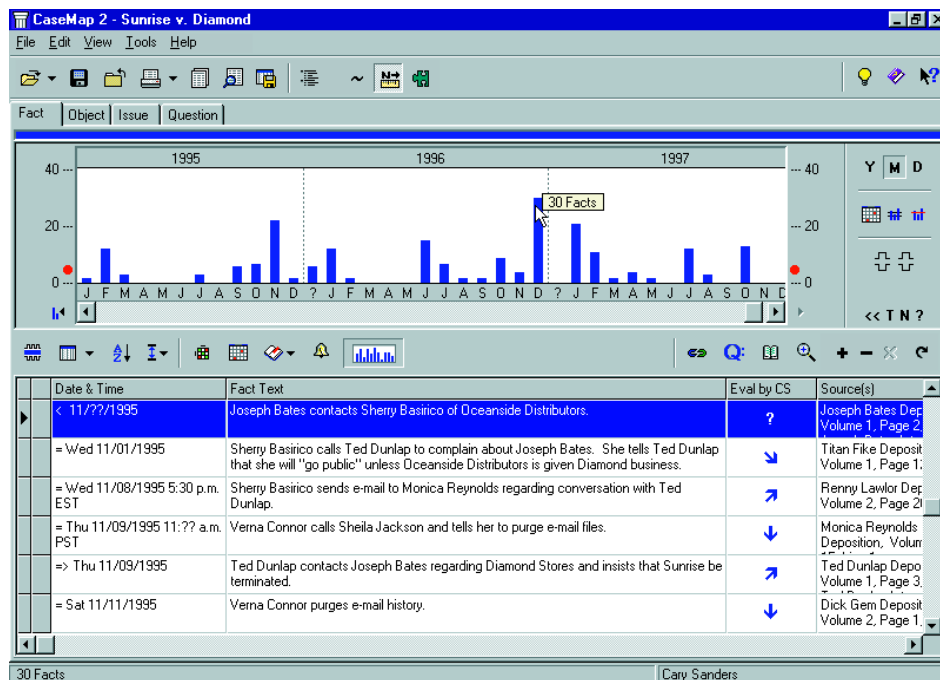 CaseMap 2 - Sunrise v. Diamond
File Edit View Tools Help
Fact Object Issue Question
1995 1996 1997
40 40
20 20
0 0
30 Facts
J F M A M J J A S O N D ? J F M A M J J A S O N D ? J F M A M J J A S O N D
Y M D
<< T N ?
Q:
Date & Time Fact Text Eval by CS Source(s)
< 11/??/1995 Joseph Bates contacts Sherry Basirico of Oceanside Distributors. ? Joseph Bates Dep
Volume 1, Page 2,
= Wed 11/01/1995 Sherry Basirico calls Ted Dunlap to complain about Joseph Bates. She tells Ted Dunlap Titan Fike Deposit
that she will "go public" unless Oceanside Distributors is given Diamond business. Volume 1, Page 1
= Wed 11/08/1995 5:30 p.m. Sherry Basirico sends e-mail to Monica Reynolds regarding conversation with Ted Renny Lawlor Dep
EST Dunlap. Volume 2, Page 2
= Thu 11/09/1995 11:?? a.m. Verna Connor calls Sheila Jackson and tells her to purge e-mail files. Monica Reynolds
PST Deposition, Volum
=> Thu 11/09/1995 Ted Dunlap contacts Joseph Bates regarding Diamond Stores and insists that Sunrise be Ted Dunlap Depo
terminated. Volume 1, Page 3,
= Sat 11/11/1995 Verna Connor purges e-mail history. Dick Gem Deposit
Volume 2, Page 1,
30 Facts Cary Sanders